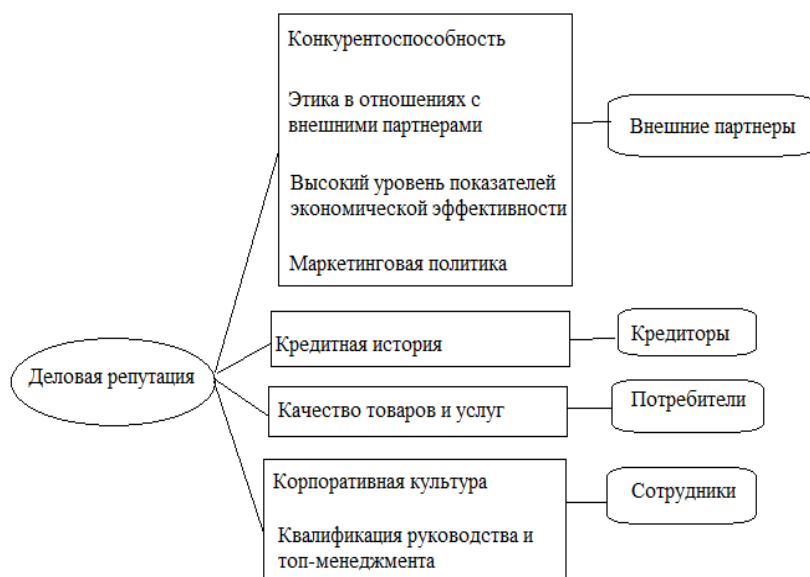 Конкурентоспособность
Этика в отношениях с
внешними партнерами
Высокий уровень показателей
экономической эффективности
Маркетинговая политика
Внешние партнеры
Деловая репутация
Кредитная история
Кредиторы
Качество товаров и услуг
Потребители
Корпоративная культура
Квалификация руководства и
топ-менеджмента
Сотрудники